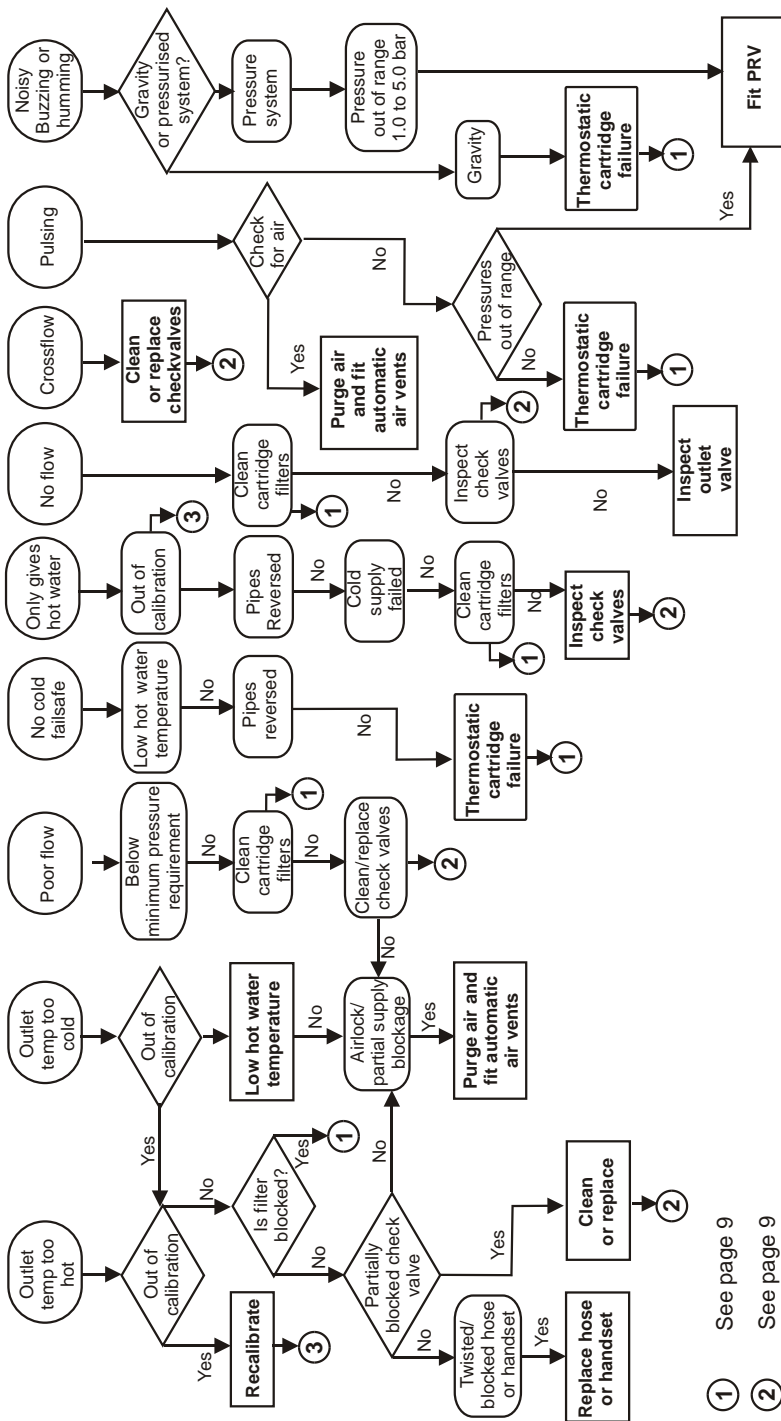 Outlet
temp too
hot
Out of
calibration
Yes
Recalibrate
3
No
Is filter
blocked?
Yes
1
No
Partially
blocked check
valve
No
Twisted/
blocked hose
or handset
Yes
Replace hose
or handset
Yes
Clean
or replace
2
No
Outlet
temp too
cold
Out of
calibration
Yes
Low hot water
temperature
No
Airlock/
partial supply
blockage
Yes
Purge air and
fit automatic
air vents
Poor flow
Below
minimum pressure
requirement
No
Clean
cartridge
filters
1
No
Clean/replace
check valves
2
No
No cold
failsafe
Low hot water
temperature
No
Pipes
reversed
No
Thermostatic
cartridge
failure
1
Only gives
hot water
Out of
calibration
3
Pipes
Reversed
No
Cold
supply
failed
No
Clean
cartridge
filters
1
No
Inspect
check
valves
2
No flow
Clean
cartridge
filters
1
No
Inspect
check
valves
2
No
Inspect
outlet
valve
Crossflow
Clean
or replace
checkvalves
2
Pulsing
Check
for air
Yes
Purge air
and fit
automatic
air vents
No
Pressures
out of range
No
Thermostatic
cartridge
failure
1
Yes
Noisy
Buzzing or
humming
Gravity
or pressurised
system?
Pressure
system
Pressure
out of range
1.0 to 5.0 bar
Gravity
Thermostatic
cartridge
failure
1
Fit PRV
1 See page 9
2 See page 9